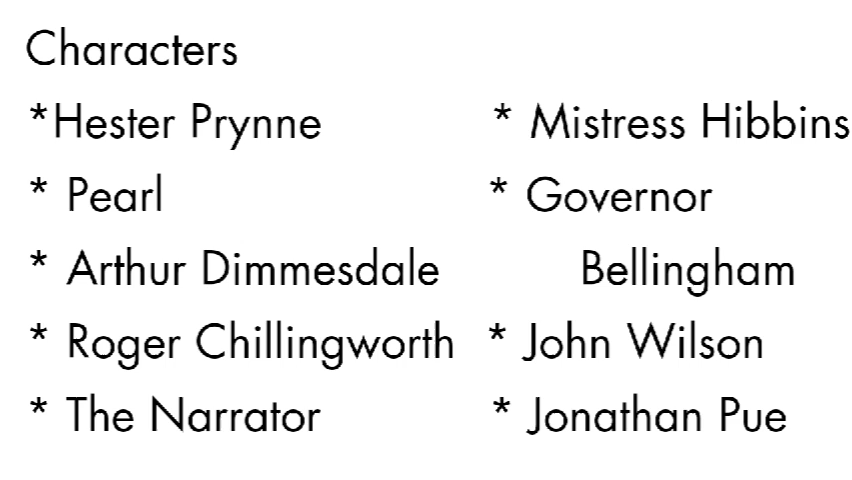 Characters
*Hester Prynne
* Pearl
* Arthur Dimmesdale
* Roger Chillingworth
* The Narrator
* Mistress Hibbins
* Governor
Bellingham
* John Wilson
* Jonathan Pue